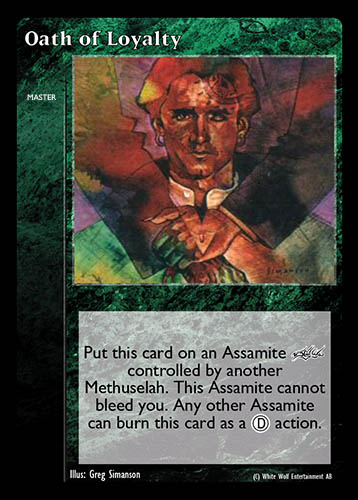 Oath of Loyalty
MASTER
SIMANSON
Put this card on an Assamite
controlled by another
Methuselah. This Assamite cannot
bleed you. Any other Assamite
can burn this card as a Ⓓ action.
Illus: Greg Simanson
(C) White Wolf Entertainment AB